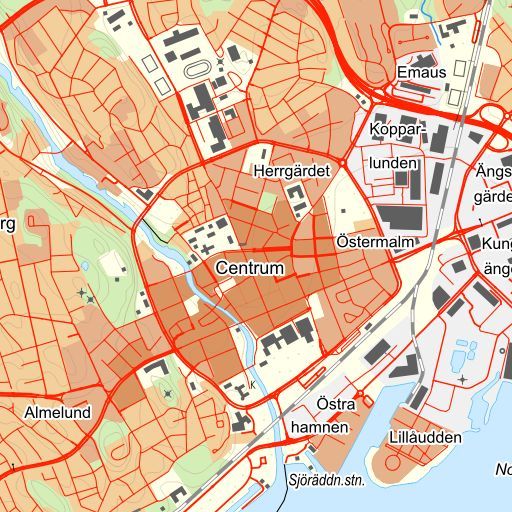 Emaus
Koppar-
lunden
Herrgärdet
Ängs
gärde
rg
Östermalm
Kung
änge
Centrum
K
Almelund
Östra
hamnen
Lillåudden
Sjöräddn.stn.
No